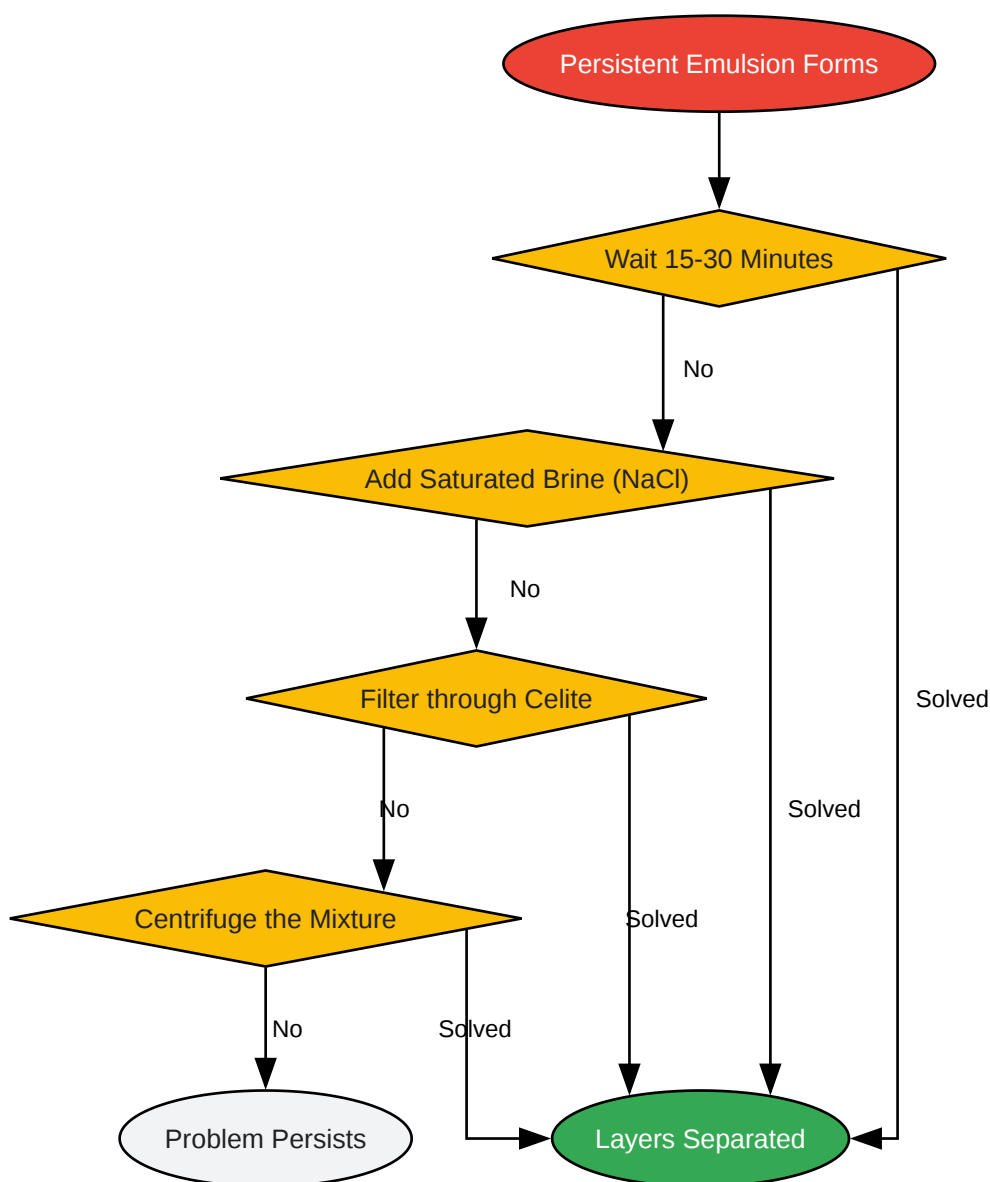 Persistent Emulsion Forms
Wait 15-30 Minutes
No
Add Saturated Brine (NaCl)
No
Filter through Celite
Solved
No
Solved
Centrifuge the Mixture
Solved
No
Solved
Problem Persists
Layers Separated